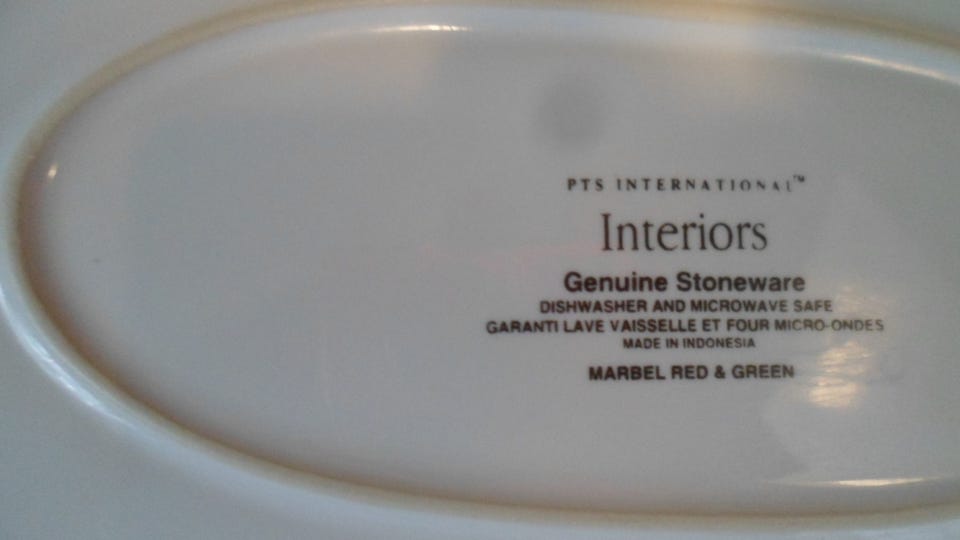 PTS INTERNATIONAL™
Interiors
Genuine Stoneware
DISHWASHER AND MICROWAVE SAFE
GARANTI LAVE VAISSELLE ET FOUR MICRO-ONDES
MADE IN INDONESIA
MARBEL RED & GREEN